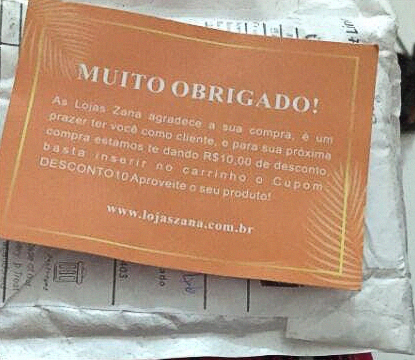 MUITO OBRIGADO!
As Lojas Zana agradece a sua compra, é um
prazer ter você como cliente, e para sua próxima
compra estamos te dando R$10,00 de desconto,
basta inserir no carrinho o Cupom.
DESCONTO10 Aproveite o seu produto!
www.lojaszana.com.br